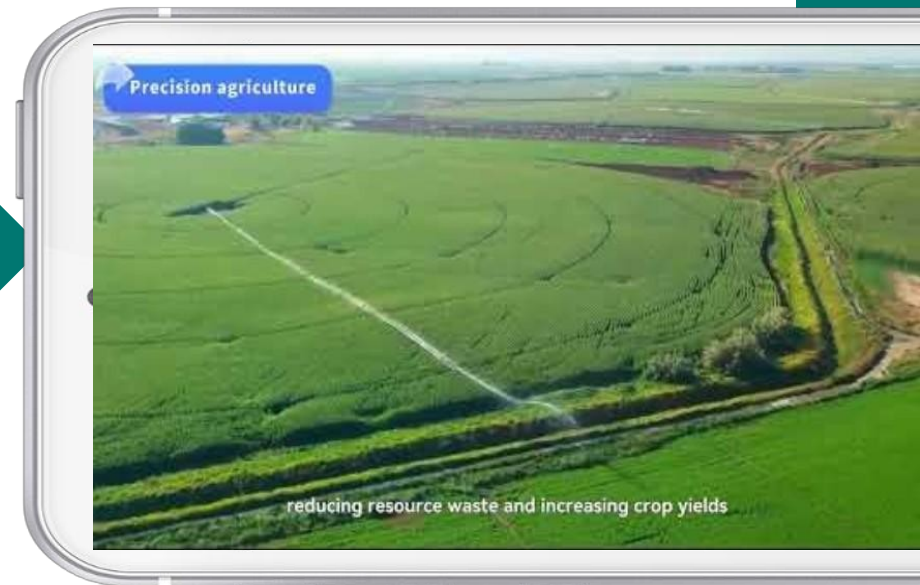 Precision agriculture
reducing resource waste and increasing crop yields